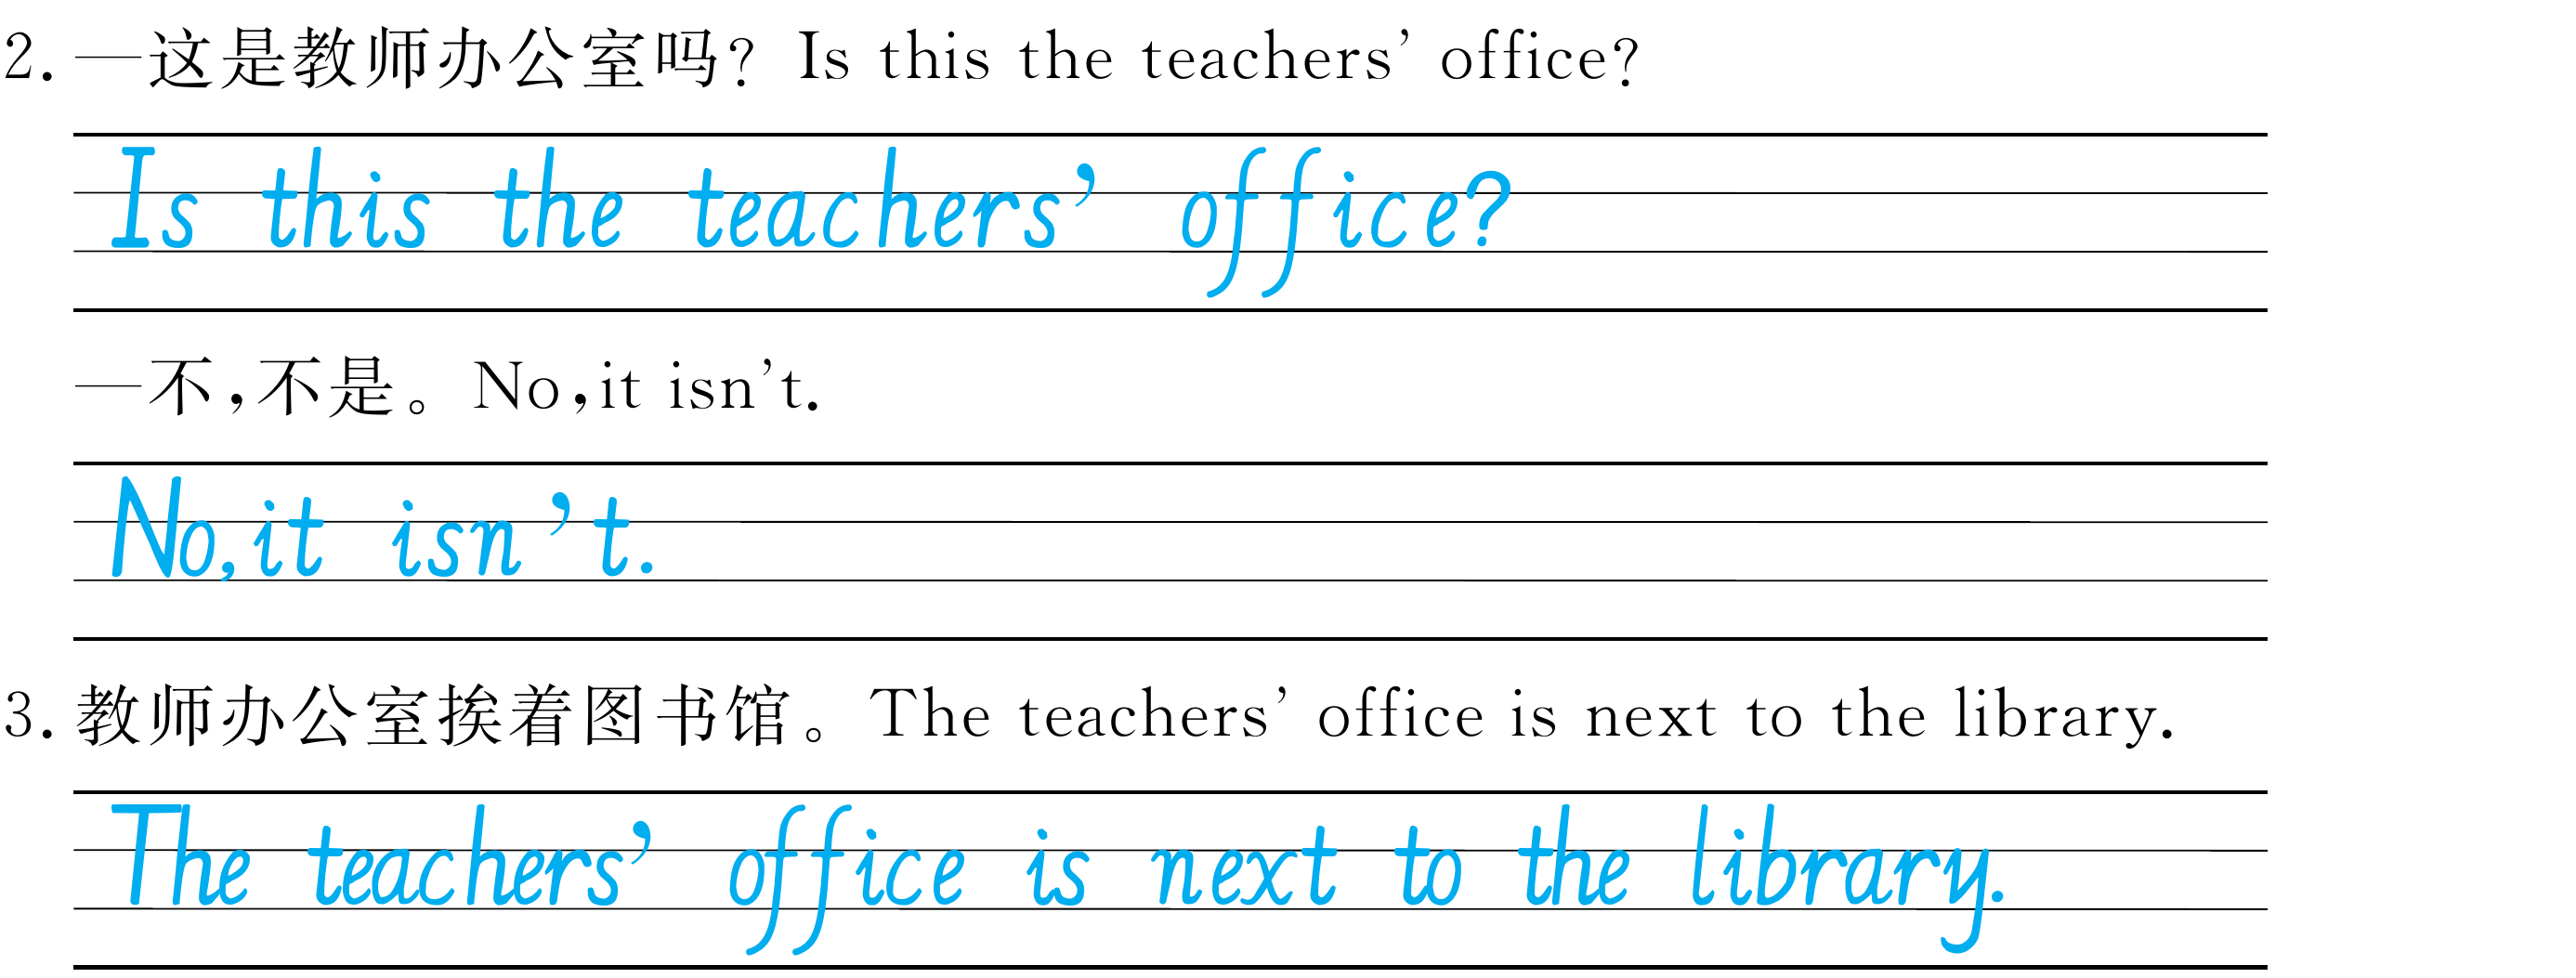 2. —这是教师办公室吗？ Is this the teachers’ office?
Is this the teachers’ office?
—不,不是。No,it isn’t.
No,it isn’t.
3. 教师办公室挨着图书馆。The teachers’ office is next to the library.
The teachers’ office is next to the library.